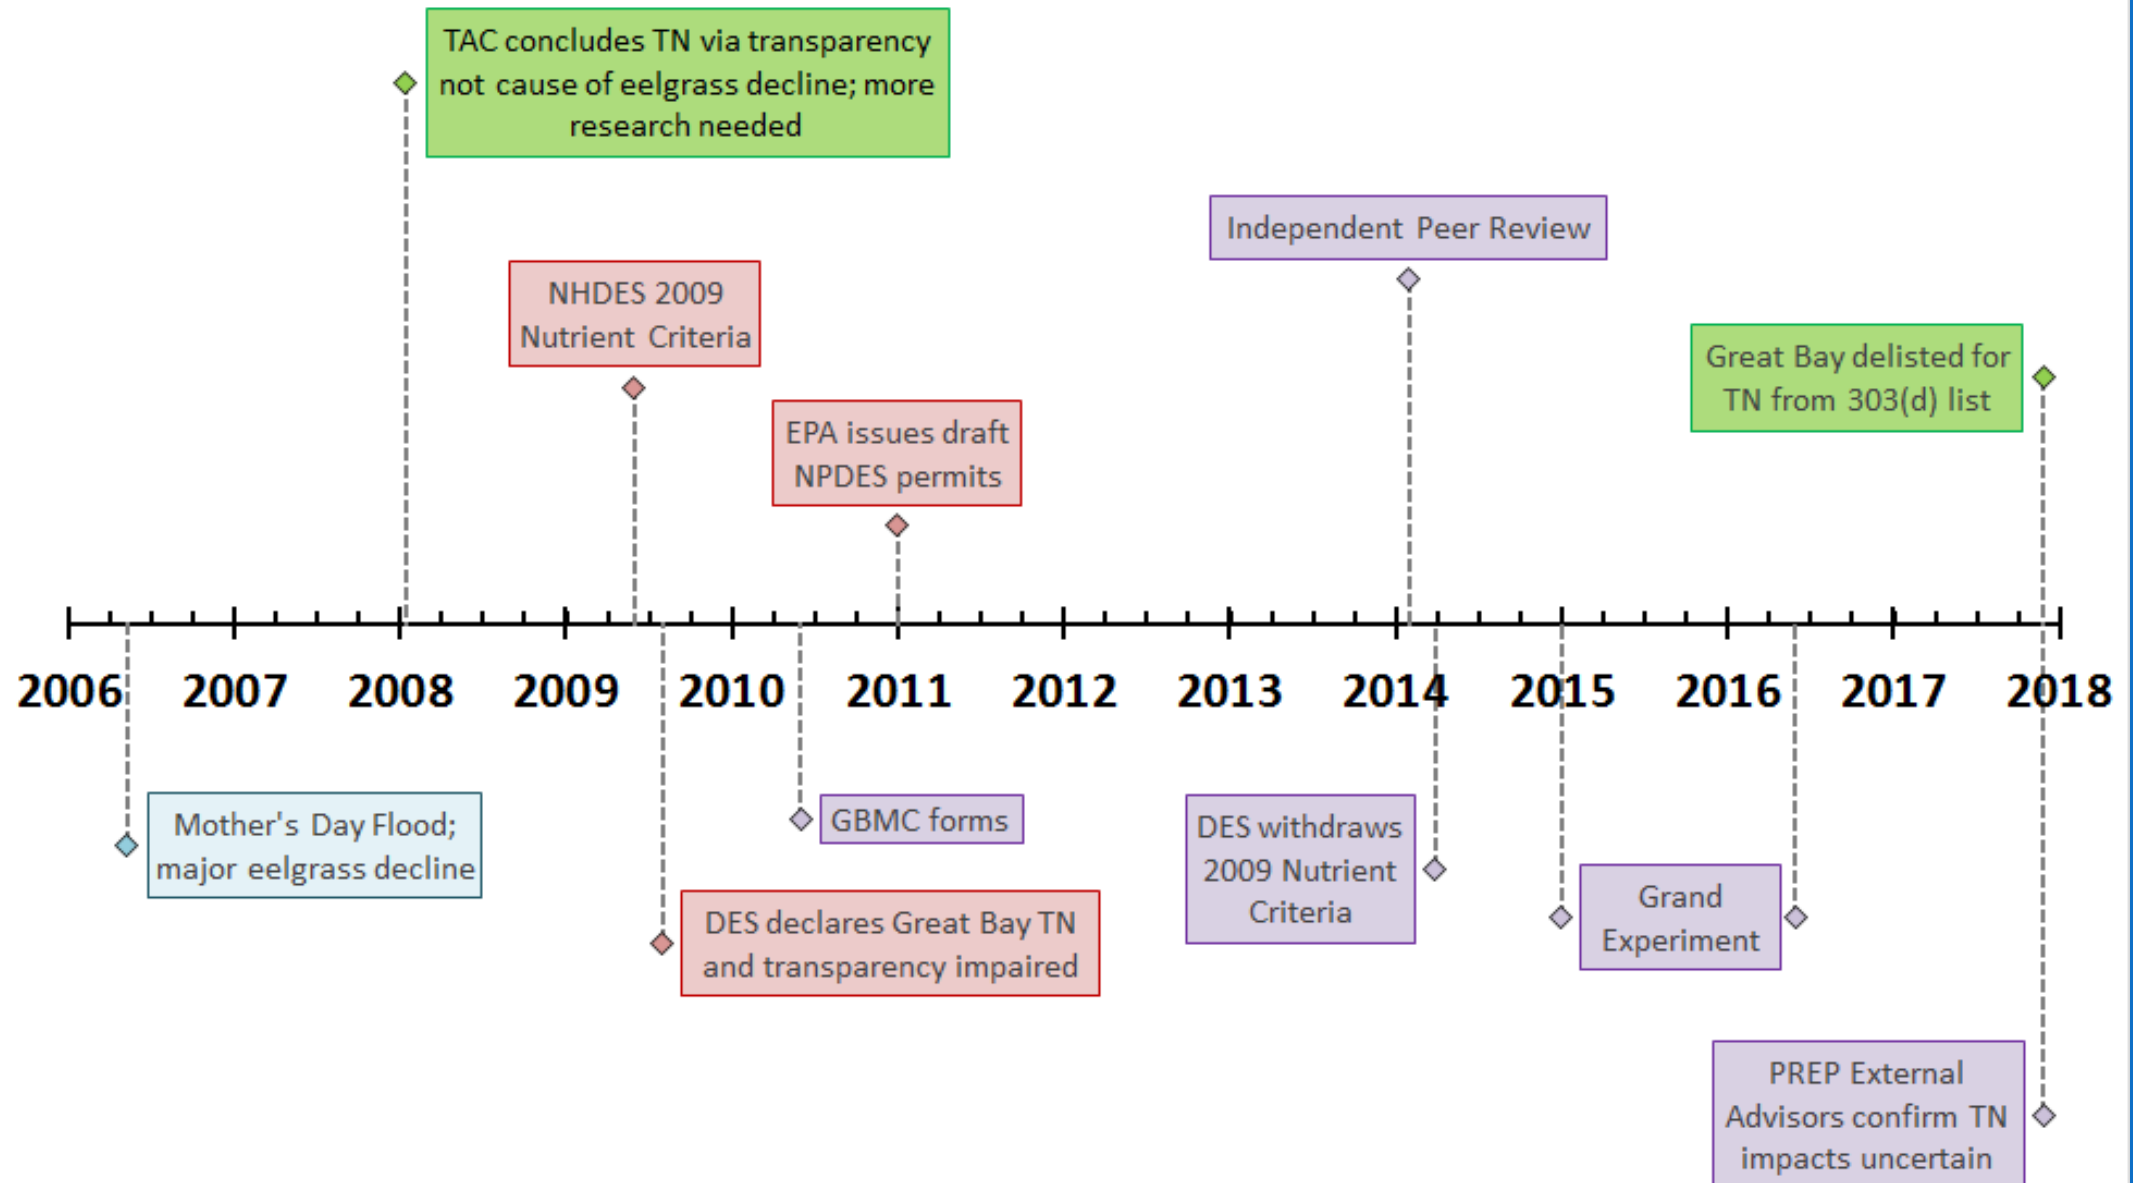 TAC concludes TN via transparency
not cause of eelgrass decline; more
research needed
Independent Peer Review
NHDES 2009
Nutrient Criteria
Great Bay delisted for
TN from 303(d) list
EPA issues draft
NPDES permits
2006 2007 2008 2009 2010 2011 2012 2013 2014 2015 2016 2017 2018
Mother's Day Flood;
major eelgrass decline
GBMC forms
DES withdraws
2009 Nutrient
Criteria
Grand
Experiment
DES declares Great Bay TN
and transparency impaired
PREP External
Advisors confirm TN
impacts uncertain